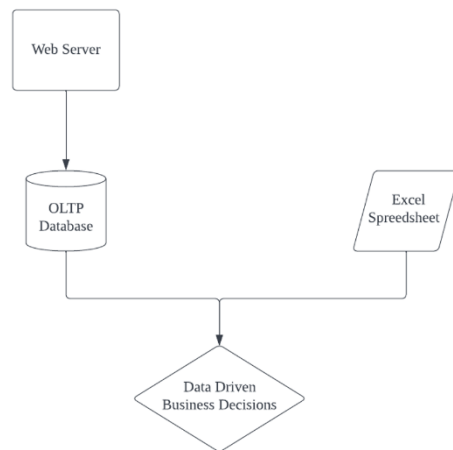 Web Server
OLTP
Database
Excel
Spreedsheet
Data Driven
Business Decisions